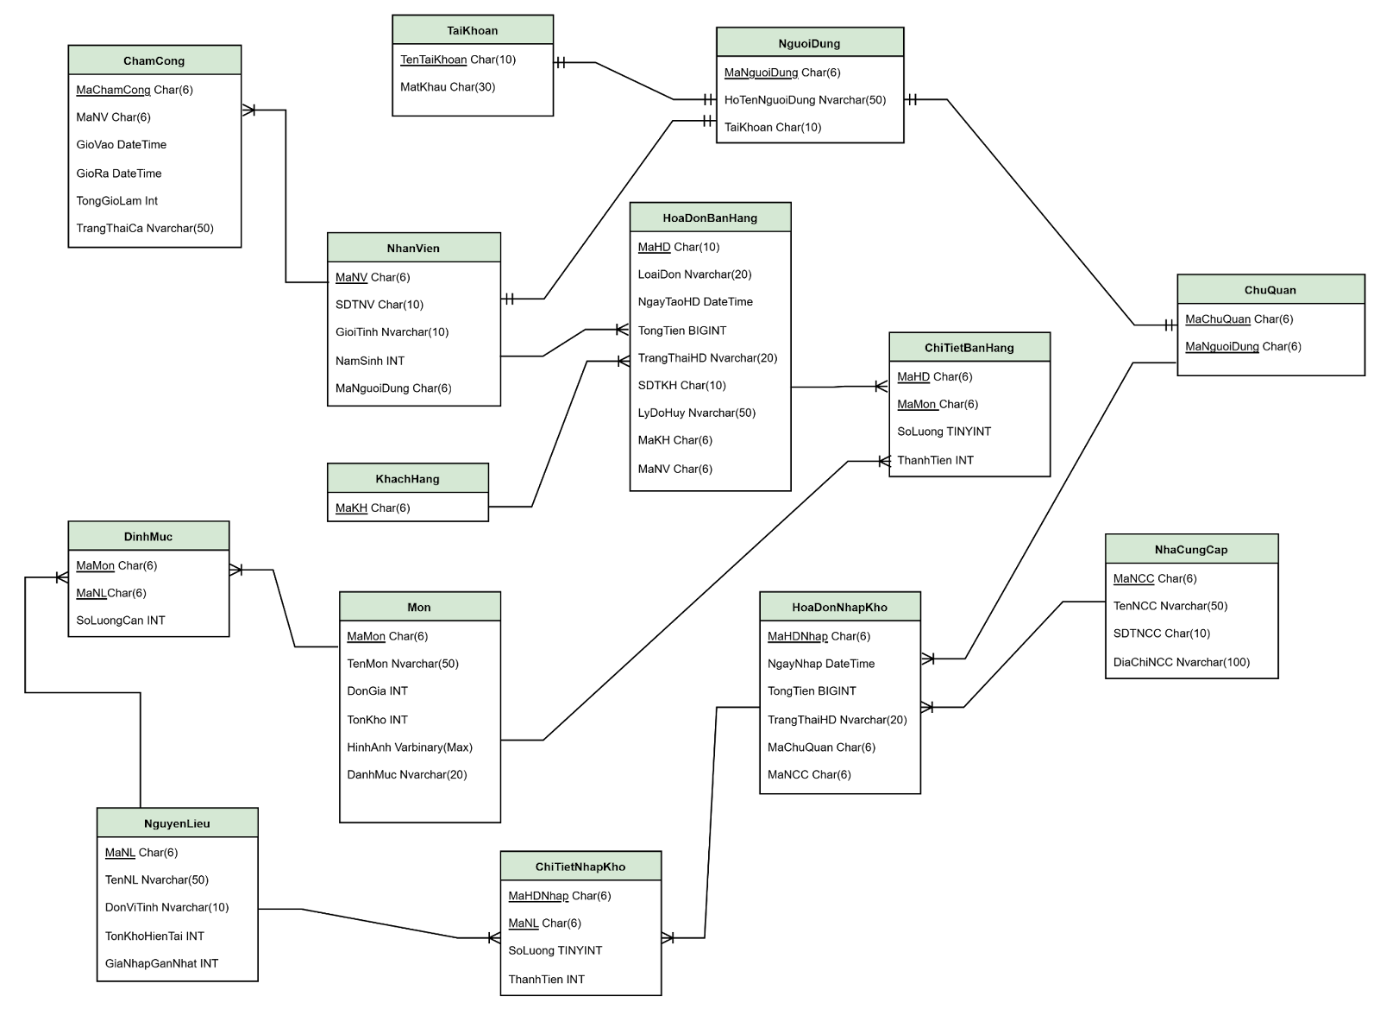 TaiKhoan
TenTaiKhoan Char(10)
MatKhau Char(30)
NguoiDung
MaNguoiDung Char(6)
HoTenNguoiDung Nvarchar(50)
TaiKhoan Char(10)
ChamCong
MaChamCong Char(6)
MaNV Char(6)
GioVao DateTime
GioRa DateTime
TongGioLam Int
TrangThaiCa Nvarchar(50)
NhanVien
MaNV Char(6)
SDTNV Char(10)
GioiTinh Nvarchar(10)
NamSinh INT
MaNguoiDung Char(6)
HoaDonBanHang
MaHD Char(10)
LoaiDon Nvarchar(20)
NgayTaoHD DateTime
TongTien BIGINT
TrangThaiHD Nvarchar(20)
SDTKH Char(10)
LyDoHuy Nvarchar(50)
MaKH Char(6)
MaNV Char(6)
ChuQuan
MaChuQuan Char(6)
MaNguoiDung Char(6)
ChiTietBanHang
MaHD Char(6)
MaMon Char(6)
SoLuong TINYINT
ThanhTien INT
KhachHang
MaKH Char(6)
DinhMuc
MaMon Char(6)
MaNLChar(6)
SoLuongCan INT
Mon
MaMon Char(6)
TenMon Nvarchar(50)
DonGia INT
TonKho INT
HinhAnh Varbinary(Max)
DanhMuc Nvarchar(20)
HoaDonNhapKho
MaHDNhap Char(6)
NgayNhap DateTime
TongTien BIGINT
TrangThaiHD Nvarchar(20)
MaChuQuan Char(6)
MaNCC Char(6)
NhaCungCap
MaNCC Char(6)
TenNCC Nvarchar(50)
SDTNCC Char(10)
DiaChiNCC Nvarchar(100)
NguyenLieu
MaNL Char(6)
TenNL Nvarchar(50)
DonViTinh Nvarchar(10)
TonKhoHienTai INT
GiaNhapGanNhat INT
ChiTietNhapKho
MaHDNhap Char(6)
MaNL Char(6)
SoLuong TINYINT
ThanhTien INT